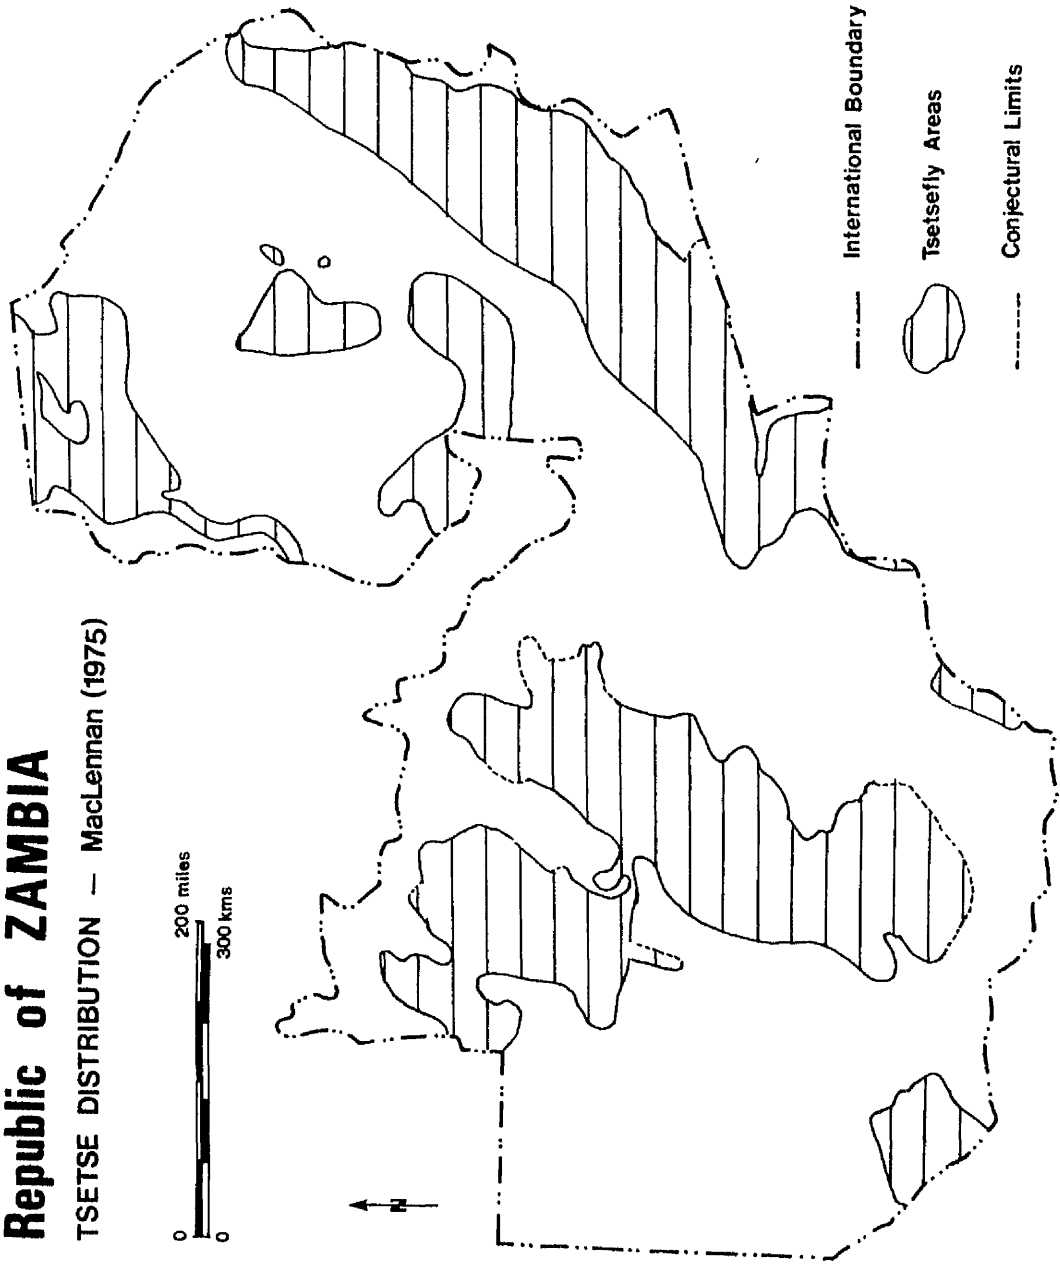 Republic of ZAMBIA
TSETSE DISTRIBUTION — MacLennan (1975)
0 200 miles
0 300 kms
N
International Boundary
Tsetsefly Areas
Conjectural Limits